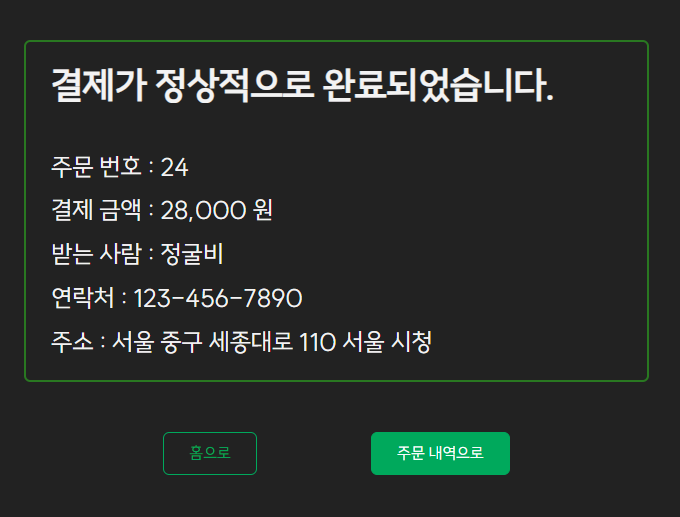 결제가 정상적으로 완료되었습니다.
주문 번호 : 24
결제 금액 : 28,000 원
받는 사람 : 정굴비
연락처 : 123-456-7890
주소 : 서울 중구 세종대로 110 서울 시청
홈으로
주문 내역으로